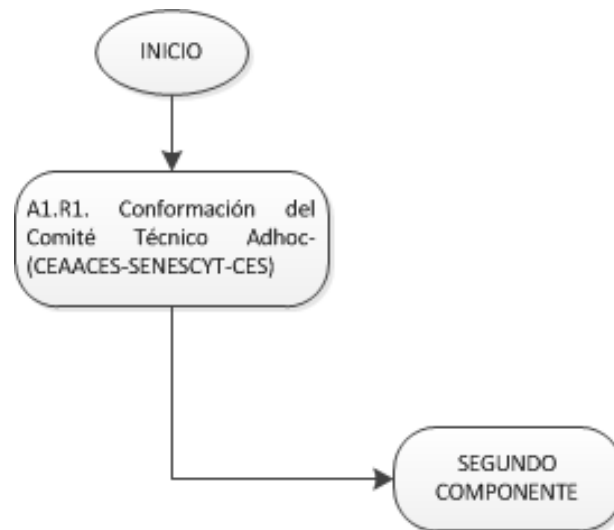 INICIO
A1.R1. Conformación del
Comité Técnico Adhoc-
(CEAACES-SENESCYT-CES)
SEGUNDO
COMPONENTE